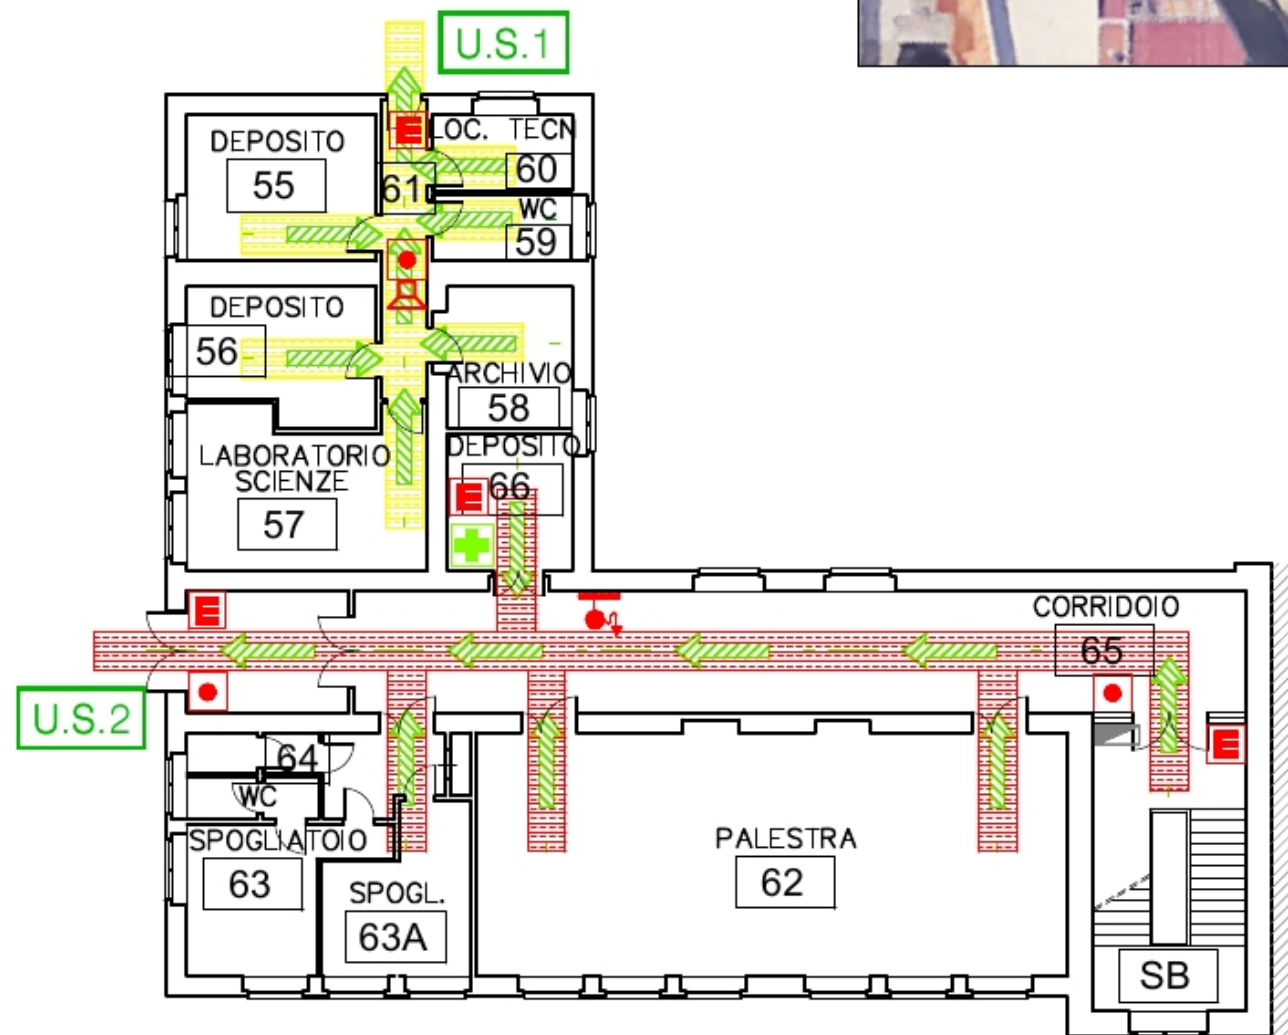 U.S.1
DEPOSITO
55
LOC. TECN
60
61
WC
59
DEPOSITO
56
ARCHIVIO
58
LABORATORIO
SCIENZE
57
DEPOSITO
66
E
E
CORRIDOIO
65
U.S.2
E
E
64
WC
SPOGLIATOIO
63
SPOGL.
63A
PALESTRA
62
SB